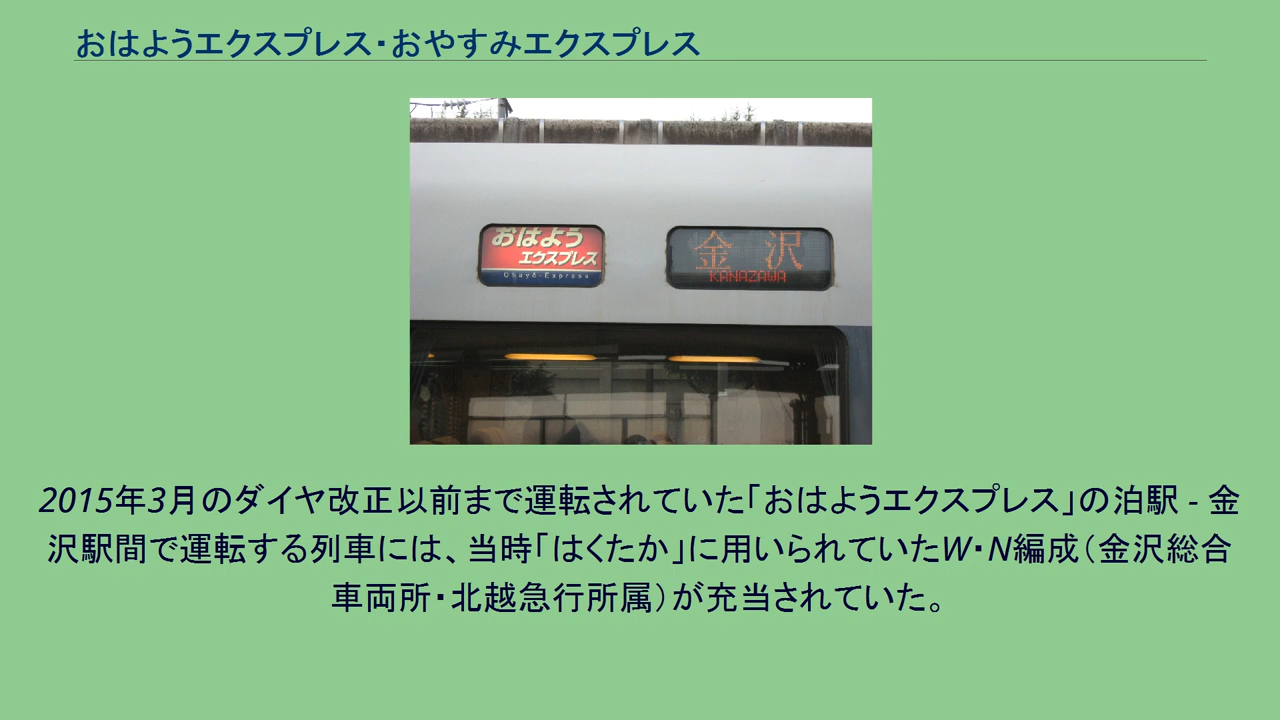 おはようエクスプレス・おやすみエクスプレス
おはよう
エクスプレス
Ohayō-Express
金 沢
KANAZAWA
2015年3月のダイヤ改正以前まで運転されていた「おはようエクスプレス」の泊駅 - 金
沢駅間で運転する列車には、当時「はくたか」に用いられていたW・N編成（金沢総合
車両所・北越急行所属）が充当されていた。